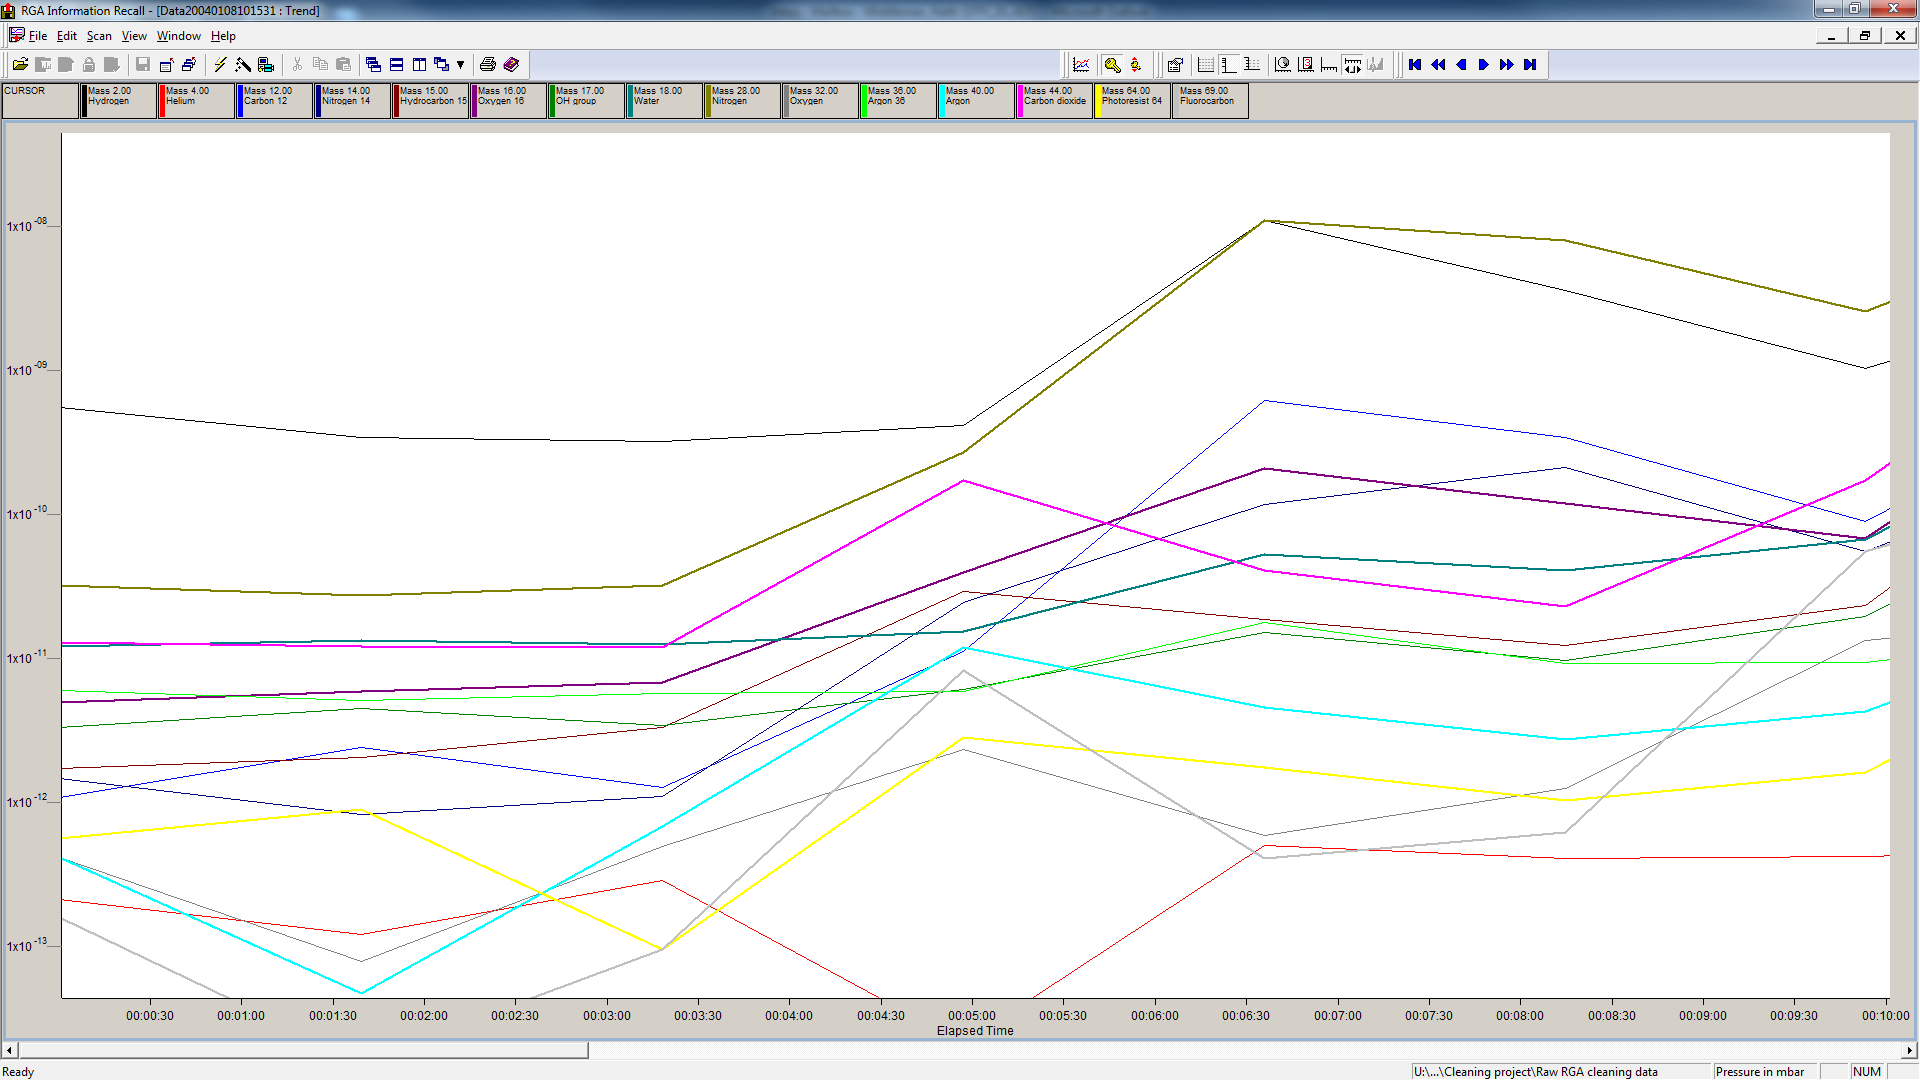 RGA Information Recall - [Data20040108101531 : Trend]
File Edit Scan View Window Help
CURSOR
Mass 2.00
Hydrogen
Mass 4.00
Helium
Mass 12.00
Carbon 12
Mass 14.00
Nitrogen 14
Mass 15.00
Hydrocarbon 15
Mass 16.00
Oxygen 16
Mass 17.00
OH group
Mass 18.00
Water
Mass 28.00
Nitrogen
Mass 32.00
Oxygen
Mass 36.00
Argon 36
Mass 40.00
Argon
Mass 44.00
Carbon dioxide
Mass 64.00
Photoresist 64
Mass 69.00
Fluorocarbon
1x10 -08
1x10 -09
1x10 -10
1x10 -11
1x10 -12
1x10 -13
00:00:30 00:01:00 00:01:30 00:02:00 00:02:30 00:03:00 00:03:30 00:04:00 00:04:30 00:05:00 00:05:30 00:06:00 00:06:30 00:07:00 00:07:30 00:08:00 00:08:30 00:09:00 00:09:30 00:10:00
Elapsed Time
Ready U:\...\Cleaning project\Raw RGA cleaning data Pressure in mbar NUM